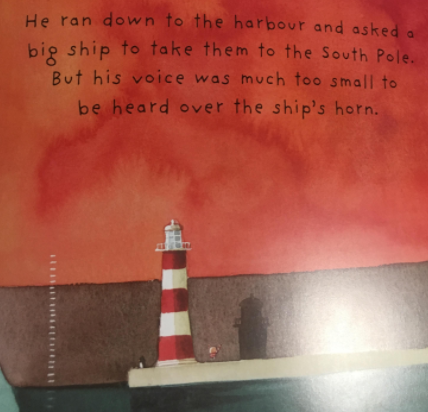 He ran down to the harbour and asked a
big ship to take them to the South Pole.
But his voice was much too small to
be heard over the ship's horn.